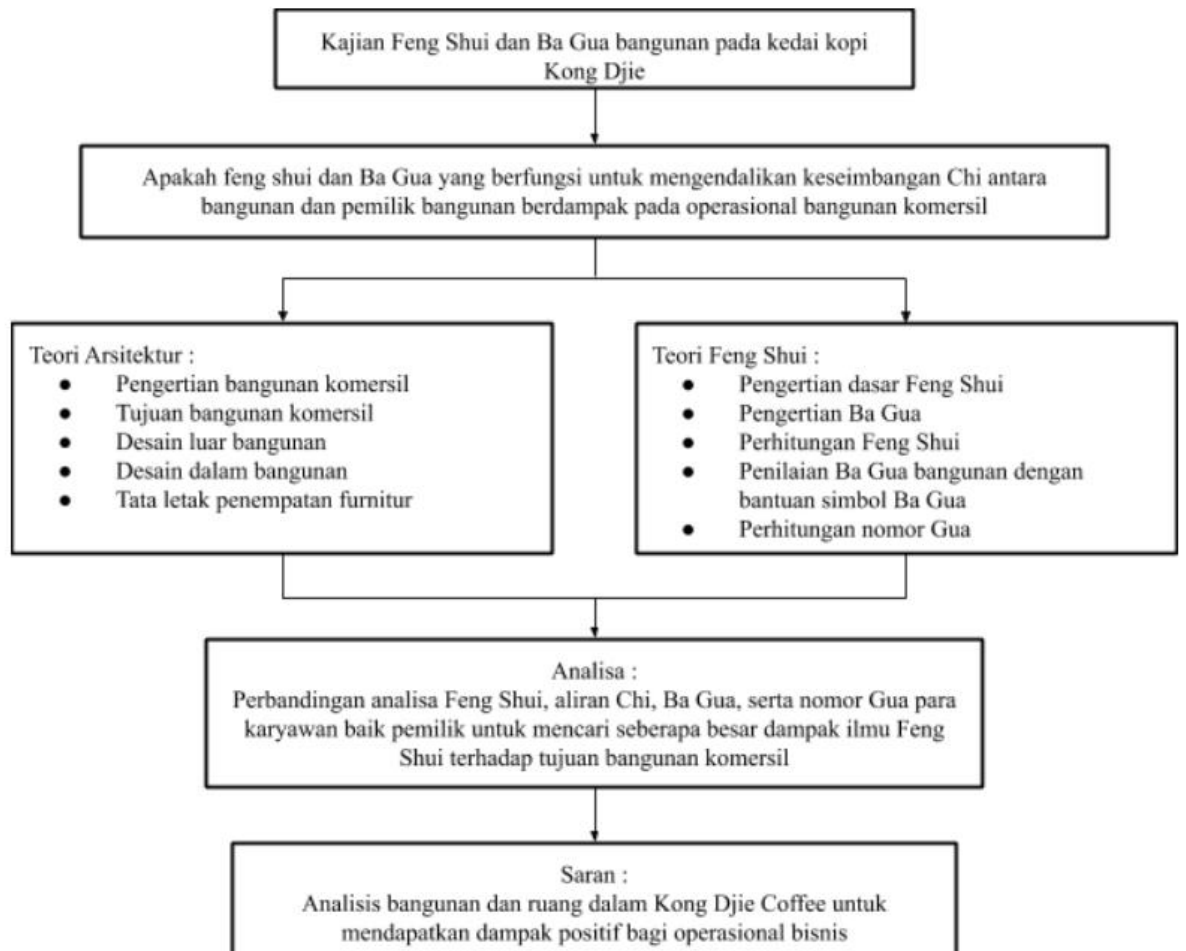 Kajian Feng Shui dan Ba Gua bangunan pada kedai kopi
Kong Djie
Apakah feng shui dan Ba Gua yang berfungsi untuk mengendalikan keseimbangan Chi antara
bangunan dan pemilik bangunan berdampak pada operasional bangunan komersil
Teori Arsitektur :
● Pengertian bangunan komersil
● Tujuan bangunan komersil
● Desain luar bangunan
● Desain dalam bangunan
● Tata letak penempatan furnitur
Teori Feng Shui :
● Pengertian dasar Feng Shui
● Pengertian Ba Gua
● Perhitungan Feng Shui
● Penilaian Ba Gua bangunan dengan
bantuan simbol Ba Gua
● Perhitungan nomor Gua
Analisa :
Perbandingan analisa Feng Shui, aliran Chi, Ba Gua, serta nomor Gua para
karyawan baik pemilik untuk mencari seberapa besar dampak ilmu Feng
Shui terhadap tujuan bangunan komersil
Saran :
Analisis bangunan dan ruang dalam Kong Djie Coffee untuk
mendapatkan dampak positif bagi operasional bisnis